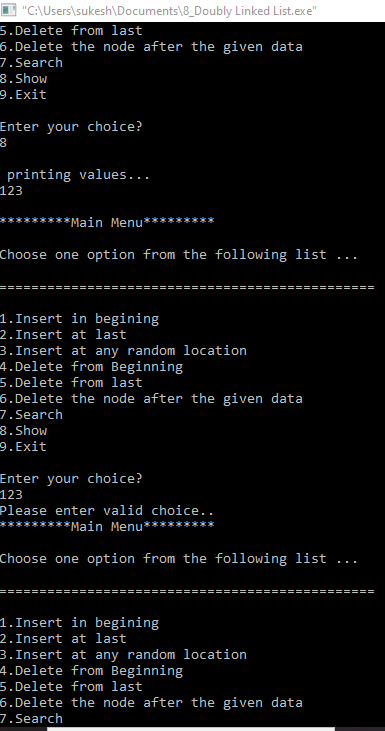 "C:\Users\sukesh\Documents\8_Doubly Linked List.exe"
5.Delete from last
6.Delete the node after the given data
7.Search
8.Show
9.Exit
Enter your choice?
8
printing values...
123
*********Main Menu*********
Choose one option from the following list ...
===============================================
1.Insert in begining
2.Insert at last
3.Insert at any random location
4.Delete from Beginning
5.Delete from last
6.Delete the node after the given data
7.Search
8.Show
9.Exit
Enter your choice?
123
Please enter valid choice..
*********Main Menu*********
Choose one option from the following list ...
===============================================
1.Insert in begining
2.Insert at last
3.Insert at any random location
4.Delete from Beginning
5.Delete from last
6.Delete the node after the given data
7.Search